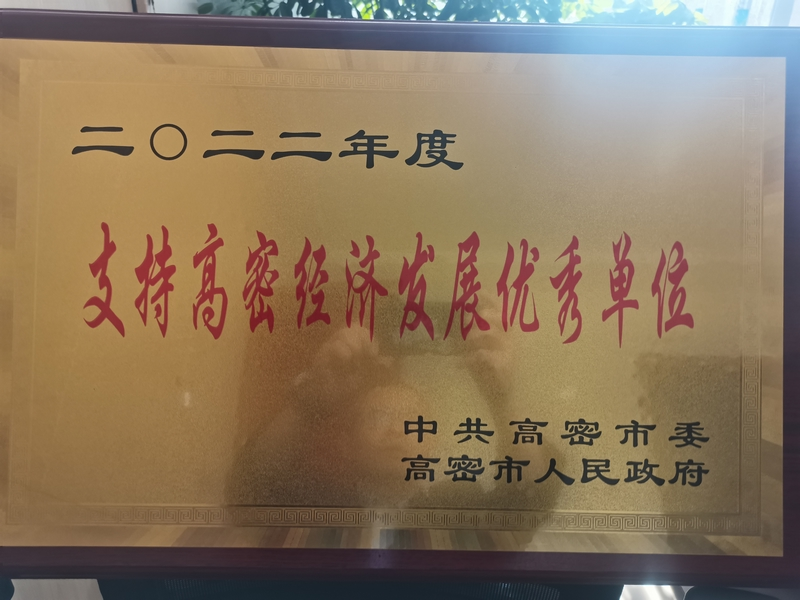 二〇二二年度
支持高密经济发展优秀单位
中共高密市委
高密市人民政府